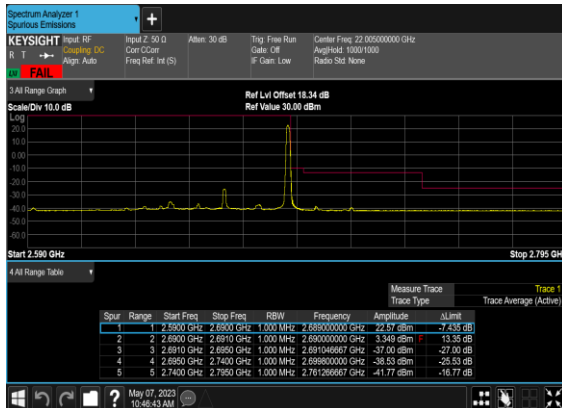 Spectrum Analyzer 1
Spurious Emissions
+
KEYSIGHT
R T
LXI FAIL
Input: RF
Coupling: DC
Align: Auto
Input Z: 50 Ω
Corr CCorr
Freq Ref: Int (S)
Atten: 30 dB
Trig: Free Run
Gate: Off
IF Gain: Low
Center Freq: 22.005000000 GHz
Avg|Hold: 1000/1000
Radio Std: None
3 All Range Graph
Scale/Div 10.0 dB
Ref Lvl Offset 18.34 dB
Ref Value 30.00 dBm
Log
20.0
10.0
0.00
-10.0
-20.0
-30.0
-40.0
-50.0
-60.0
Start 2.590 GHz
Stop 2.795 GH
4 All Range Table
Measure Trace Trace 1
Trace Type Trace Average (Active)
Spur Range Start Freq Stop Freq RBW Frequency Amplitude ΔLimit
1 1 2.5900 GHz 2.6900 GHz 1.000 MHz 2.689000000 GHz 22.57 dBm -7.435 dB
2 2 2.6900 GHz 2.6910 GHz 1.000 MHz 2.690000000 GHz 3.349 dBm F 13.35 dB
3 3 2.6910 GHz 2.6950 GHz 1.000 MHz 2.691046667 GHz -37.00 dBm -27.00 dB
4 4 2.6950 GHz 2.7400 GHz 1.000 MHz 2.699800000 GHz -38.53 dBm -25.53 dB
5 5 2.7400 GHz 2.7950 GHz 1.000 MHz 2.761266667 GHz -41.77 dBm -16.77 dB
?
May 07, 2023
10:46:43 AM